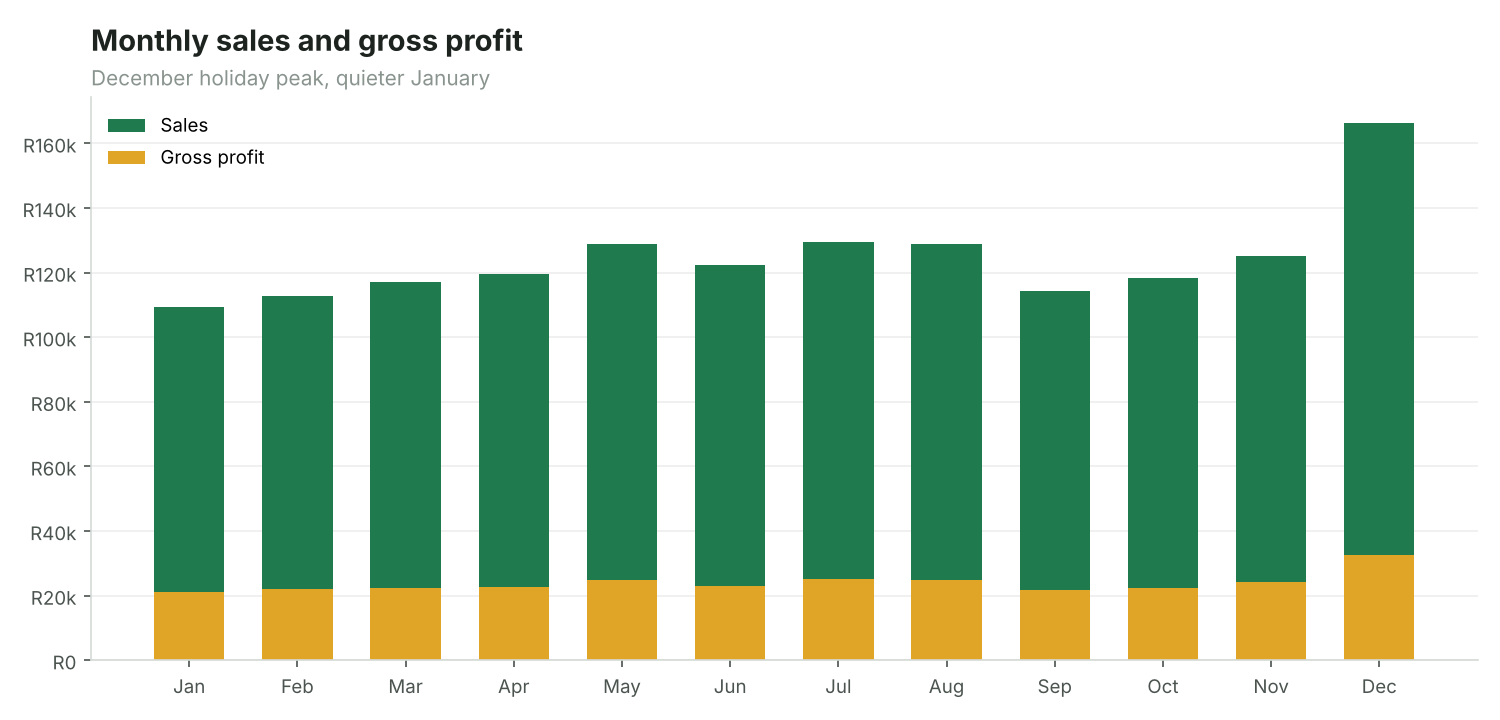 Monthly sales and gross profit
December holiday peak, quieter January
Sales
Gross profit
R160k
R140k
R120k
R100k
R80k
R60k
R40k
R20k
R0
Jan Feb Mar Apr May Jun Jul Aug Sep Oct Nov Dec